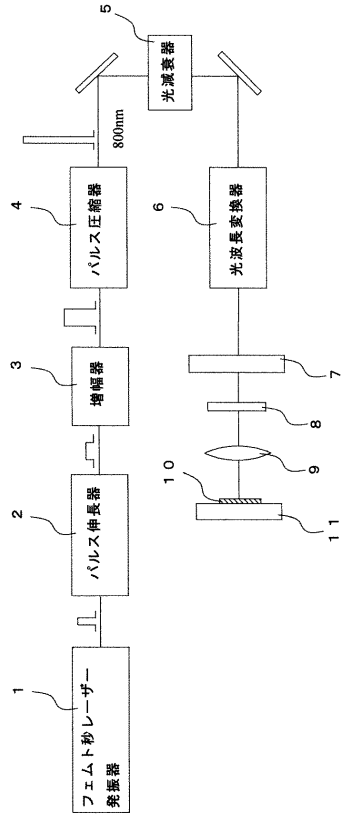 1
フェムト秒レーザー
発振器
2
パルス伸長器
3
増幅器
4
パルス圧縮器
800nm
5
光減衰器
6
光波長変換器
7
8
9
10
11